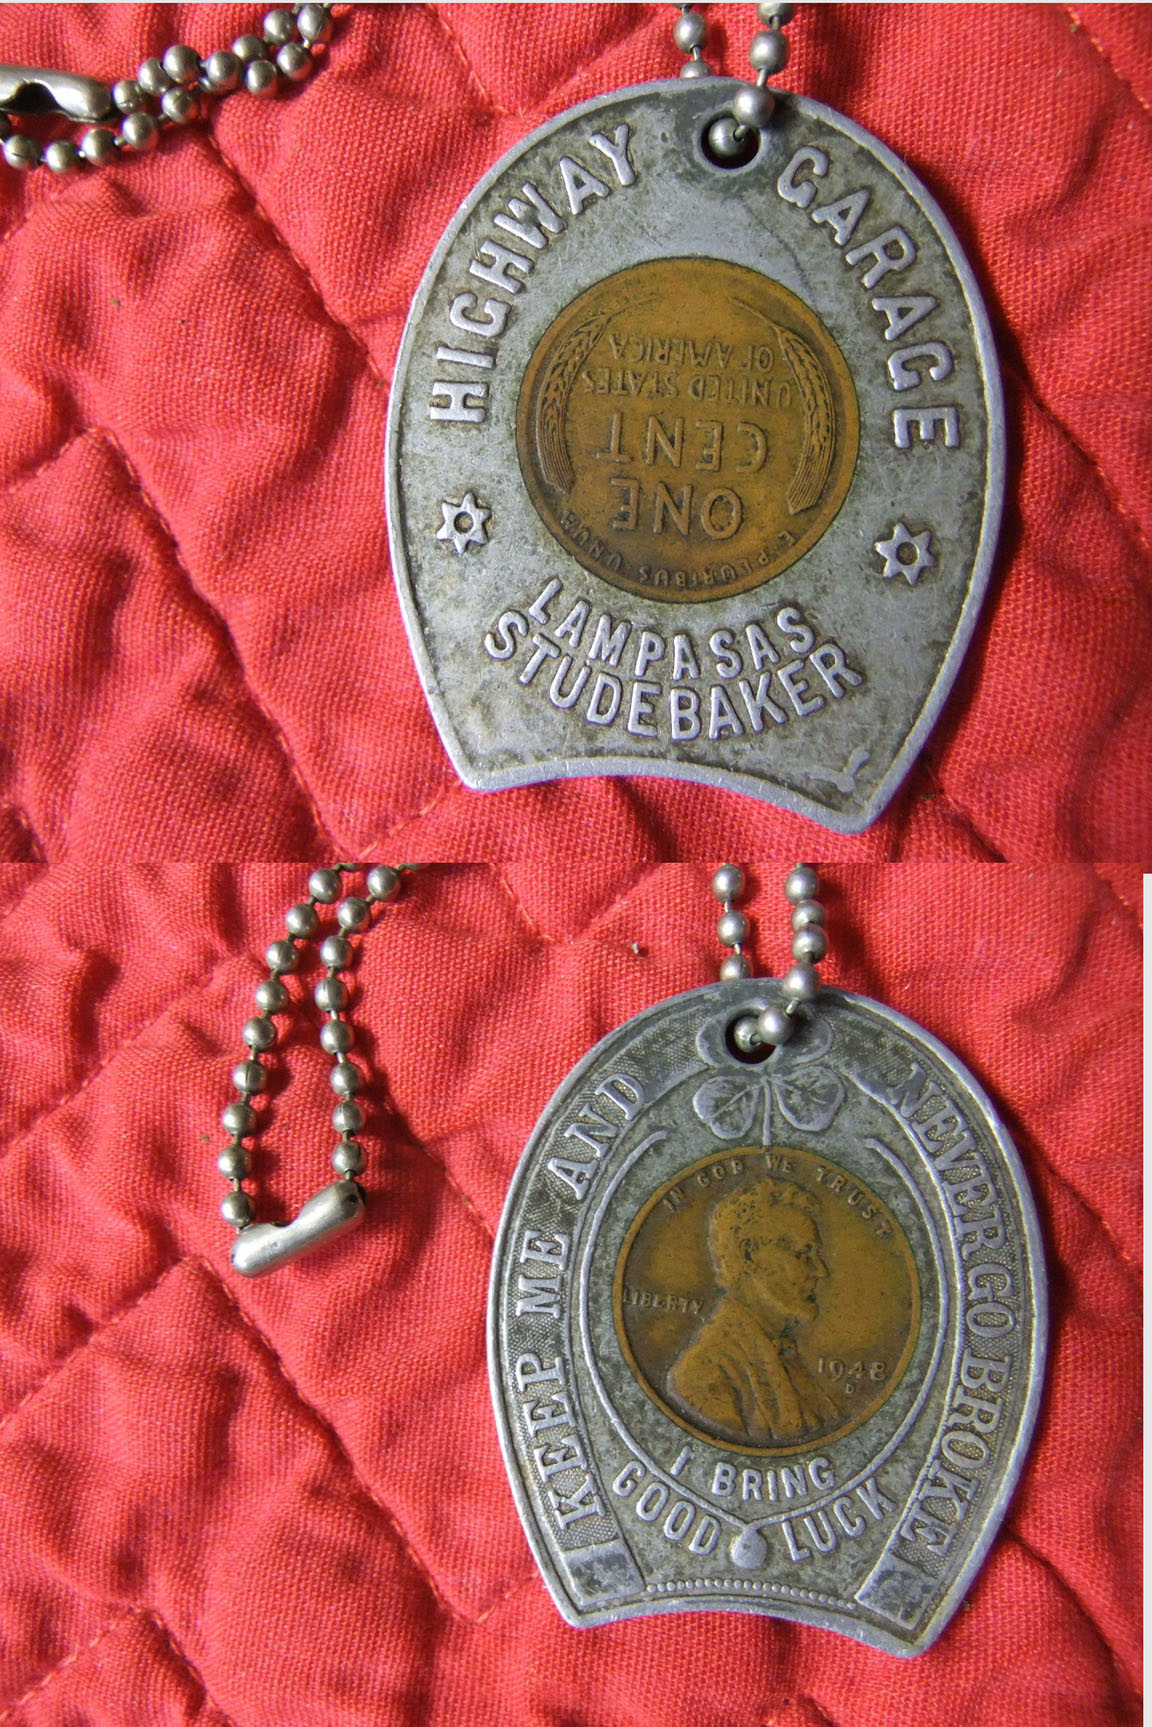 HIGHWAY GARAGE
E·PLURIBUS·UNUM
ONE
CENT
UNITED STATES
OF AMERICA
LAMPASAS
STUDEBAKER
KEEP ME AND NEVER GO BROKE
IN GOD WE TRUST
LIBERTY
1948
D
I BRING
GOOD LUCK